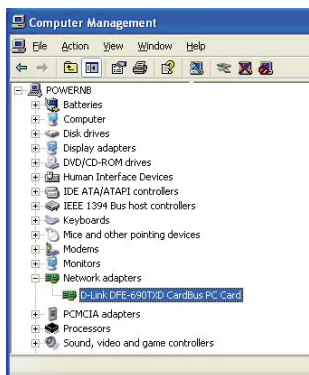 Computer Management
File Action View Window Help
POWERNB
Batteries
Computer
Disk drives
Display adapters
DVD/CD-ROM drives
Human Interface Devices
IDE ATA/ATAPI controllers
IEEE 1394 Bus host controllers
Keyboards
Mice and other pointing devices
Modems
Monitors
Network adapters
D-Link DFE-690TXD CardBus PC Card
PCMCIA adapters
Processors
Sound, video and game controllers